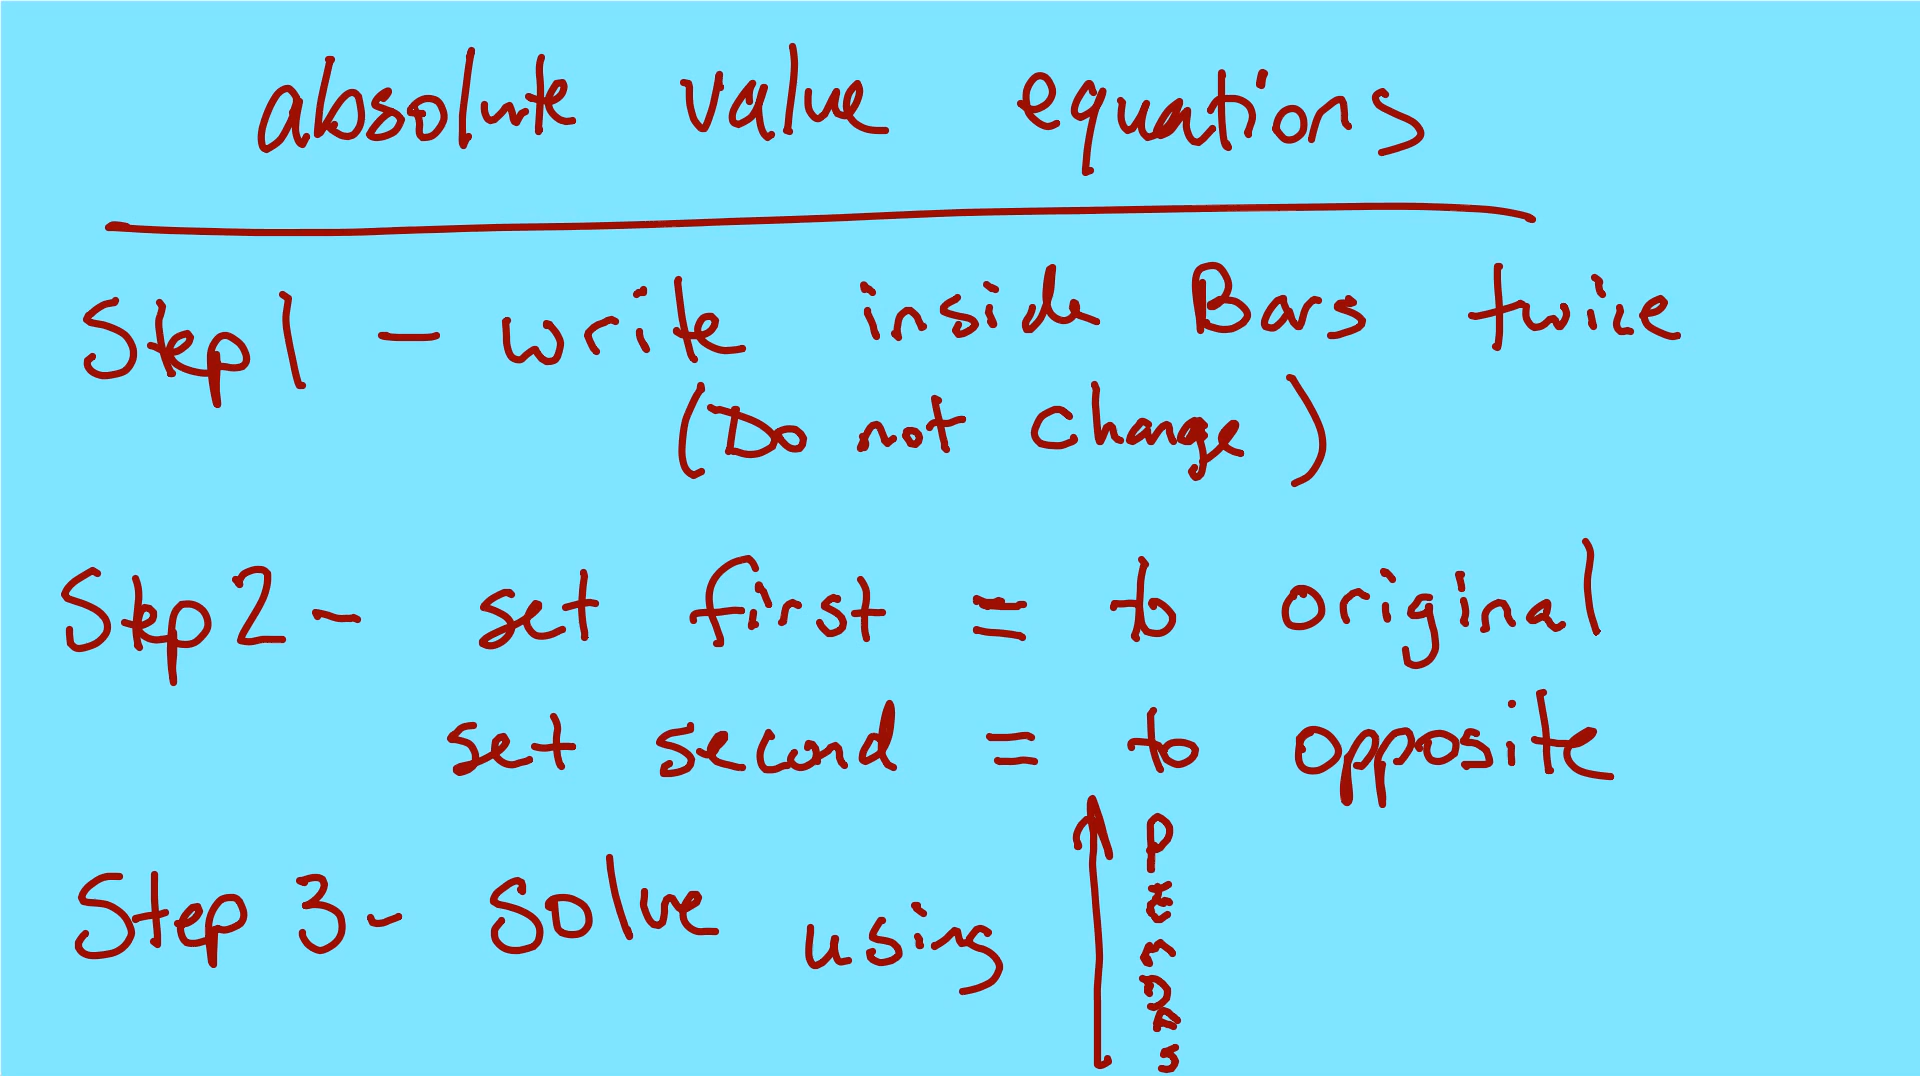 absolute value equations
Step 1 - write inside Bars twice
(Do not change)
Step 2 - set first = to original
set second = to opposite
Step 3 - Solve using ↑ PEMDAS